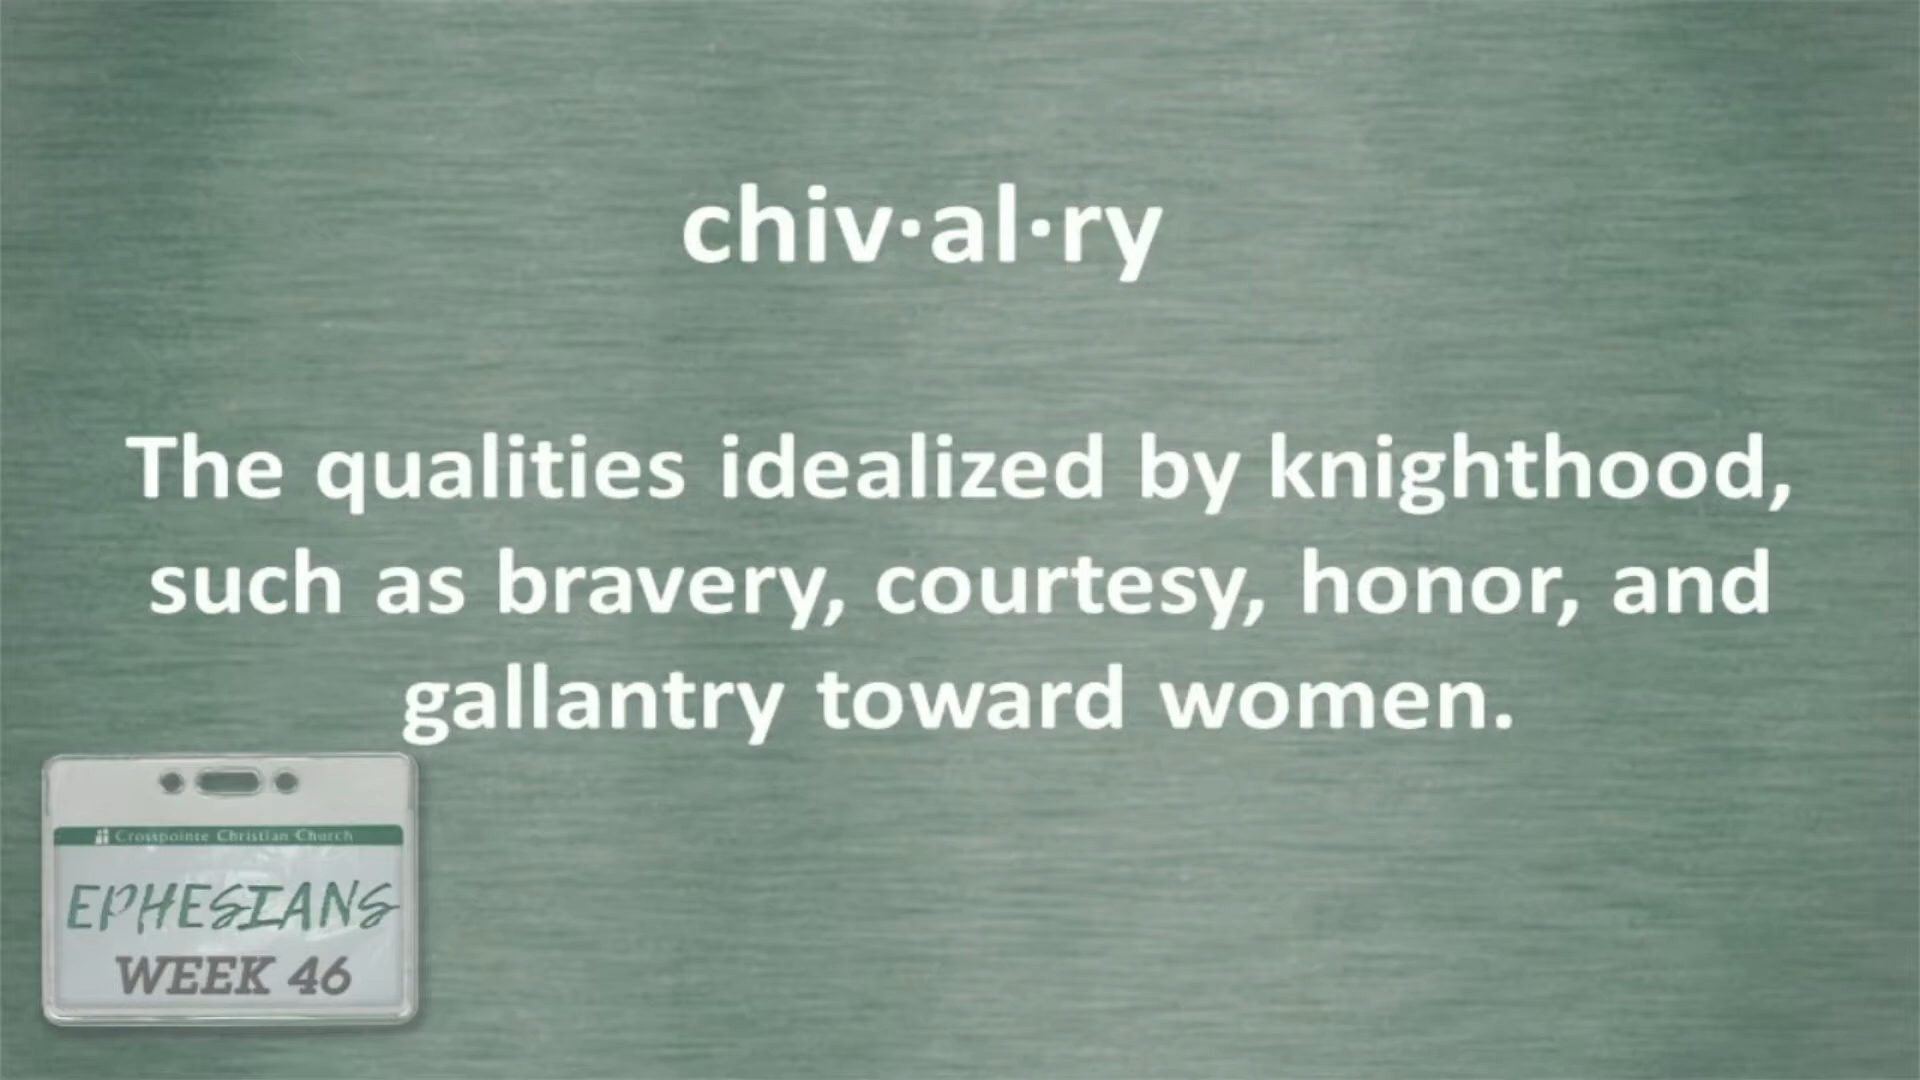 chiv·al·ry
The qualities idealized by knighthood,
such as bravery, courtesy, honor, and
gallantry toward women.
Crosspointe Christian Church
EPHESIANS
WEEK 46